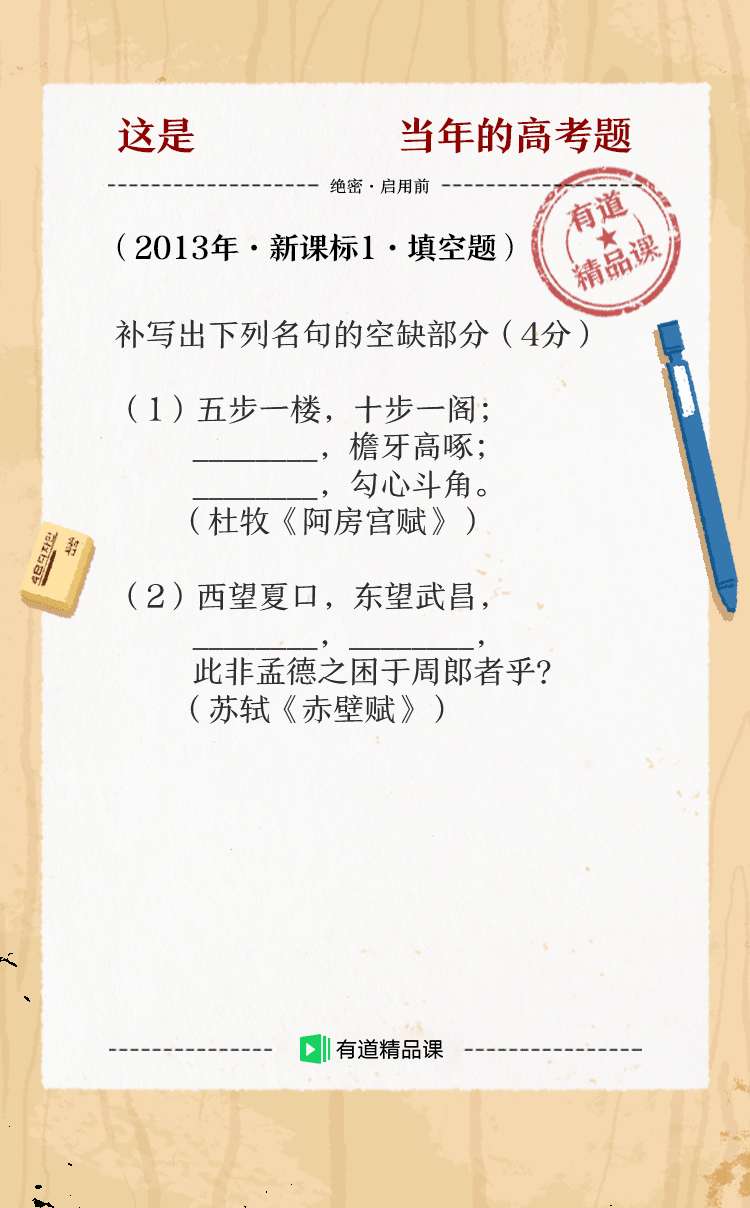 这是 当年的高考题
绝密·启用前
有道
精品课
（2013年·新课标1·填空题）
补写出下列名句的空缺部分（4分）
（1）五步一楼，十步一阁；
________，檐牙高啄；
________，勾心斗角。
（杜牧《阿房宫赋》）
（2）西望夏口，东望武昌，
________，________，
此非孟德之困于周郎者乎？
（苏轼《赤壁赋》）
有道精品课